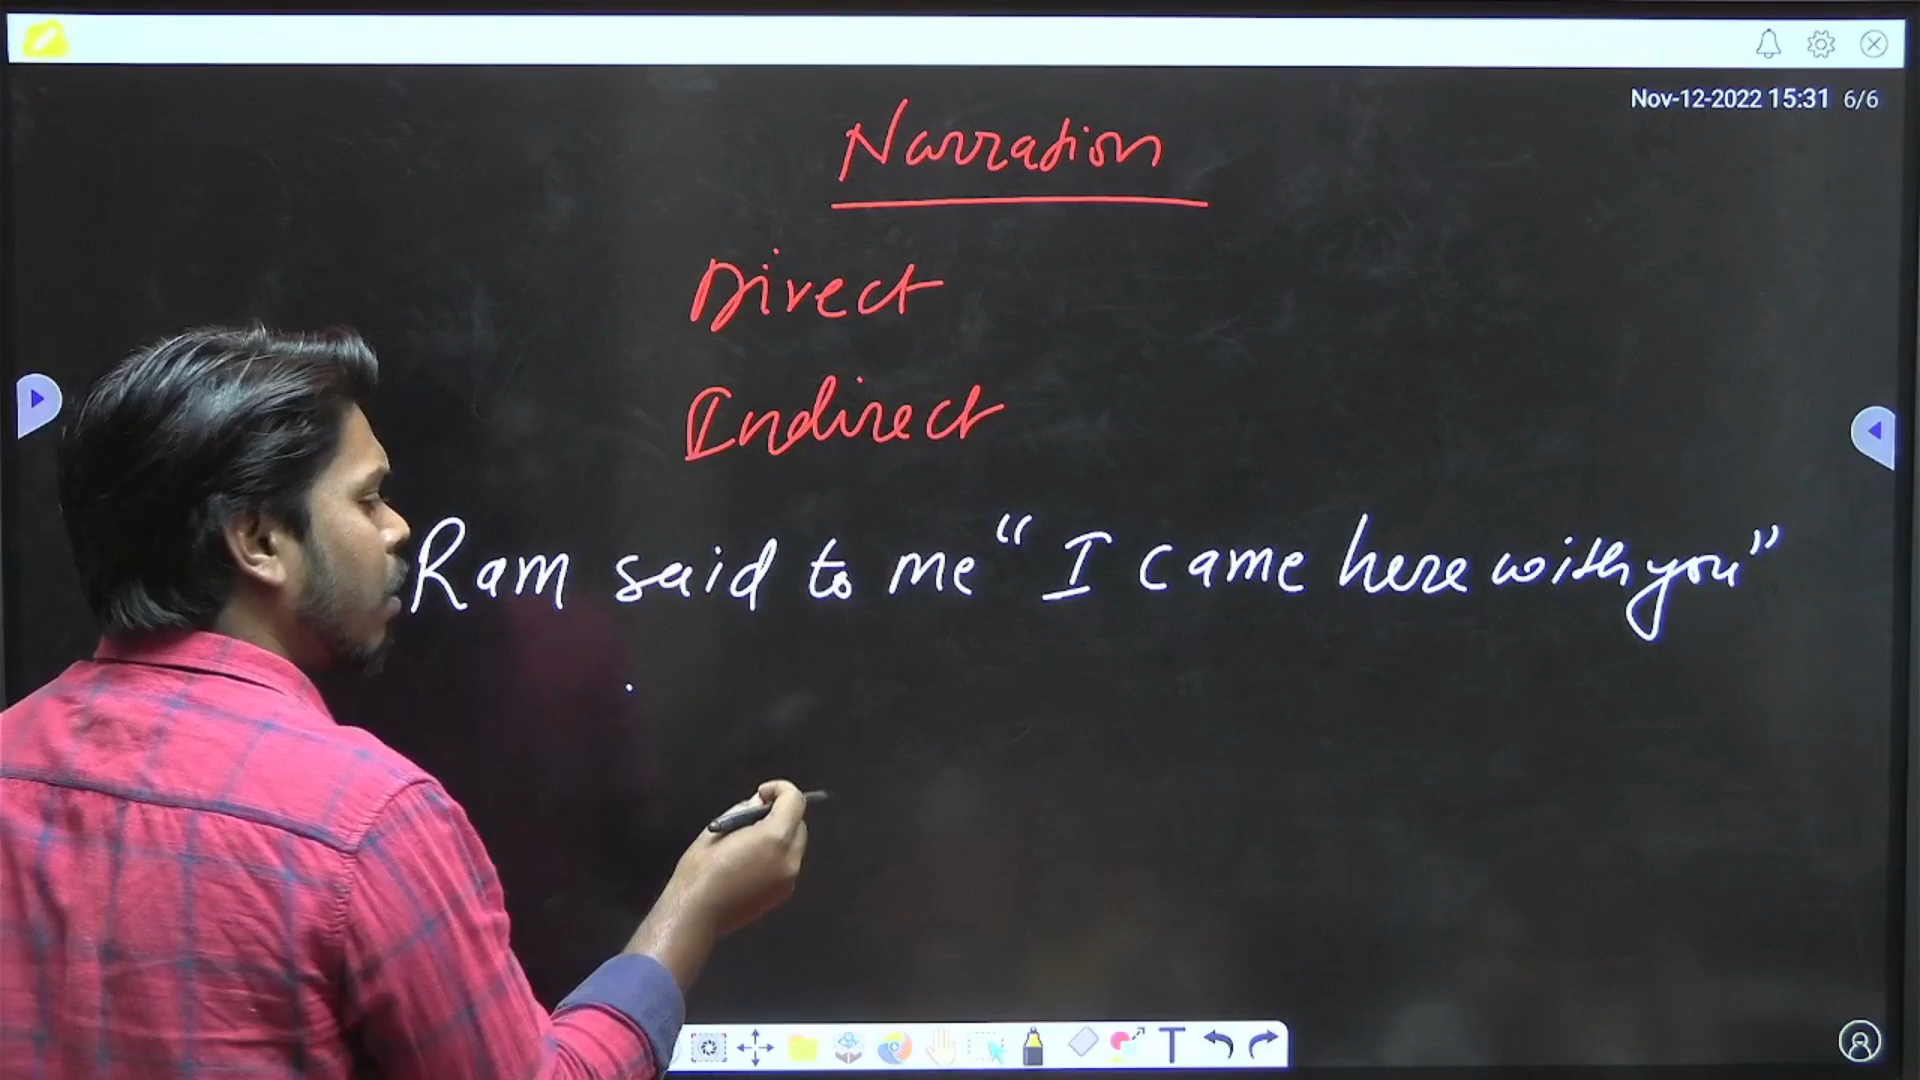 Nov-12-2022 15:31 6/6
Narration
Direct
Indirect
Ram said to me “I came here with you”
T